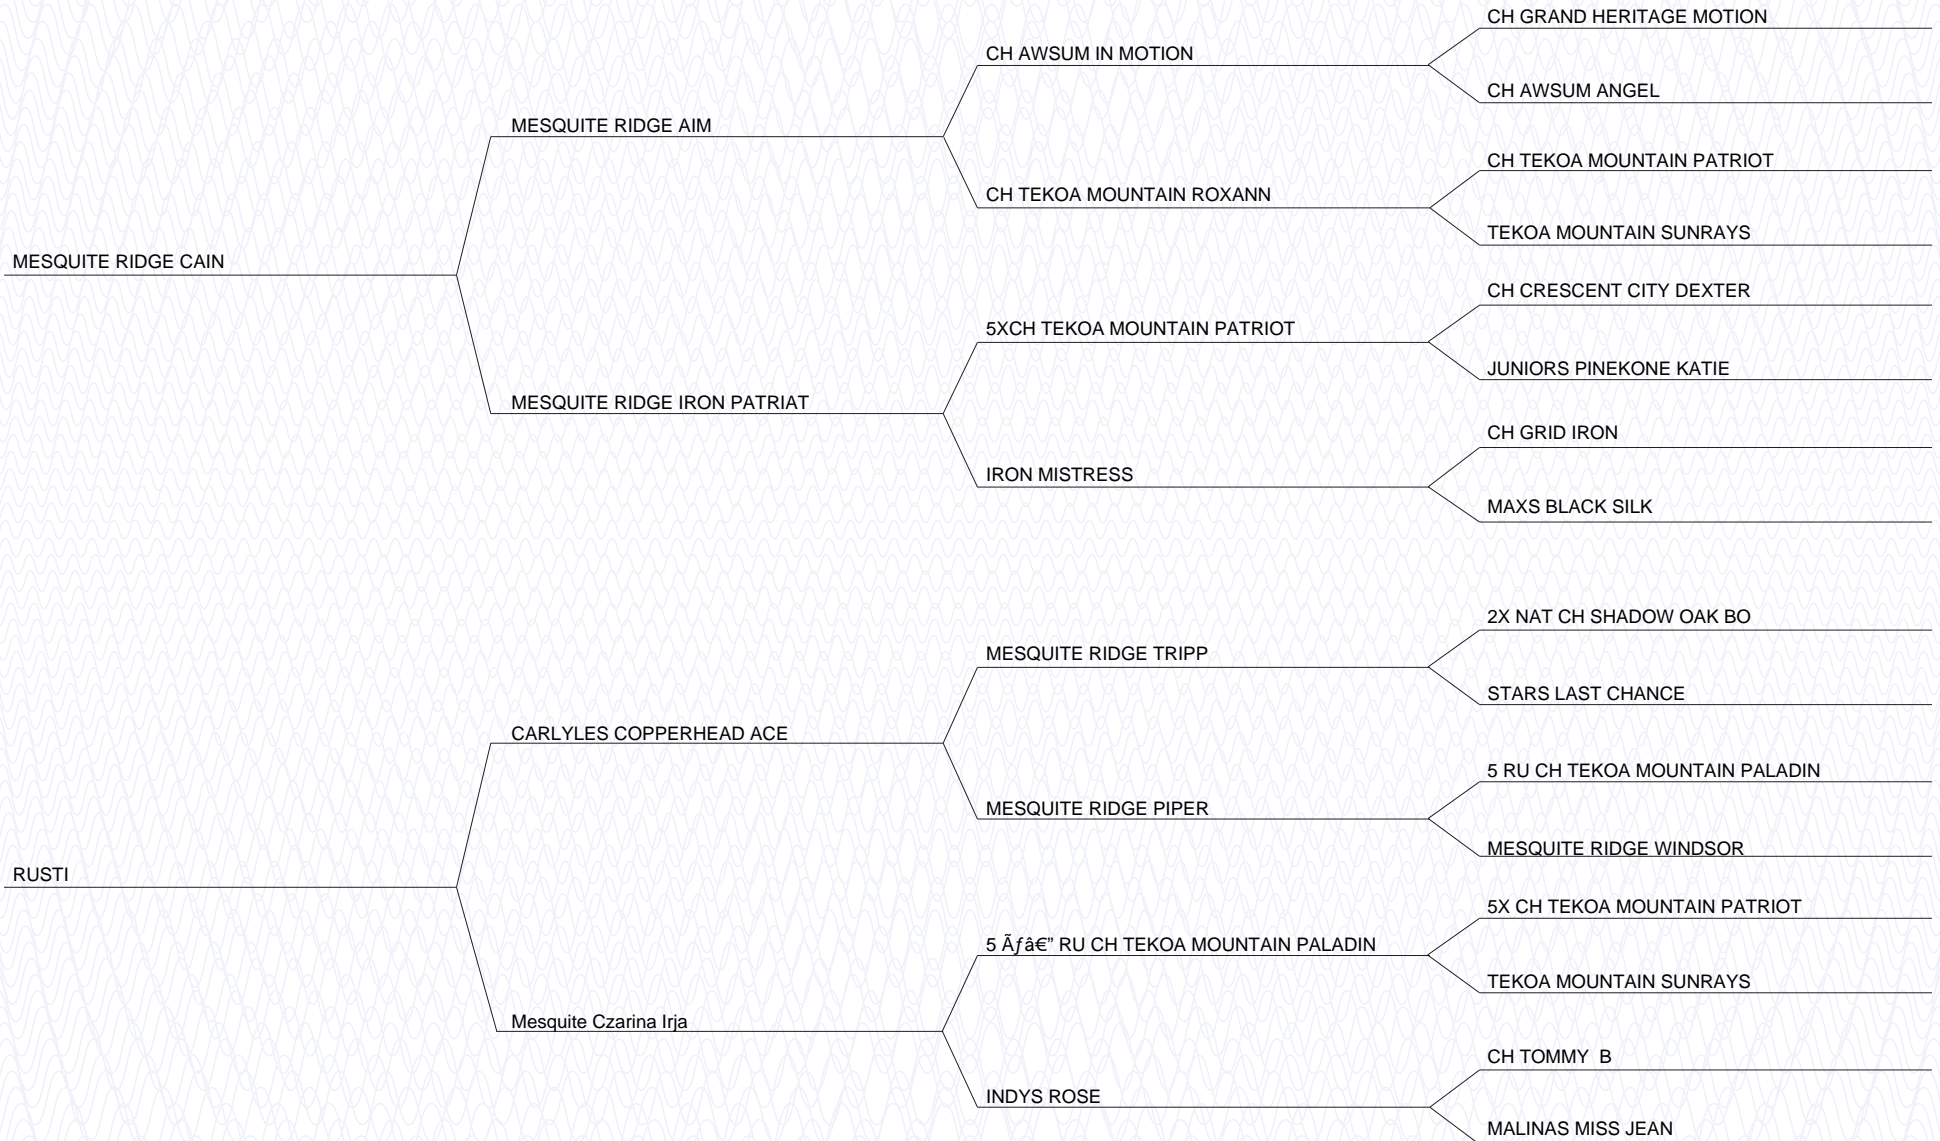 CH GRAND HERITAGE MOTION
CH AWSUM IN MOTION
CH AWSUM ANGEL
MESQUITE RIDGE AIM
CH TEKOA MOUNTAIN PATRIOT
CH TEKOA MOUNTAIN ROXANN
TEKOA MOUNTAIN SUNRAYS
MESQUITE RIDGE CAIN
CH CRESCENT CITY DEXTER
5XCH TEKOA MOUNTAIN PATRIOT
JUNIORS PINEKONE KATIE
MESQUITE RIDGE IRON PATRIAT
CH GRID IRON
IRON MISTRESS
MAXS BLACK SILK
2X NAT CH SHADOW OAK BO
MESQUITE RIDGE TRIPP
STARS LAST CHANCE
CARLYLES COPPERHEAD ACE
5 RU CH TEKOA MOUNTAIN PALADIN
MESQUITE RIDGE PIPER
MESQUITE RIDGE WINDSOR
RUSTI
5X CH TEKOA MOUNTAIN PATRIOT
5 Ãƒâ€” RU CH TEKOA MOUNTAIN PALADIN
TEKOA MOUNTAIN SUNRAYS
Mesquite Czarina Irja
CH TOMMY  B
INDYS ROSE
MALINAS MISS JEAN